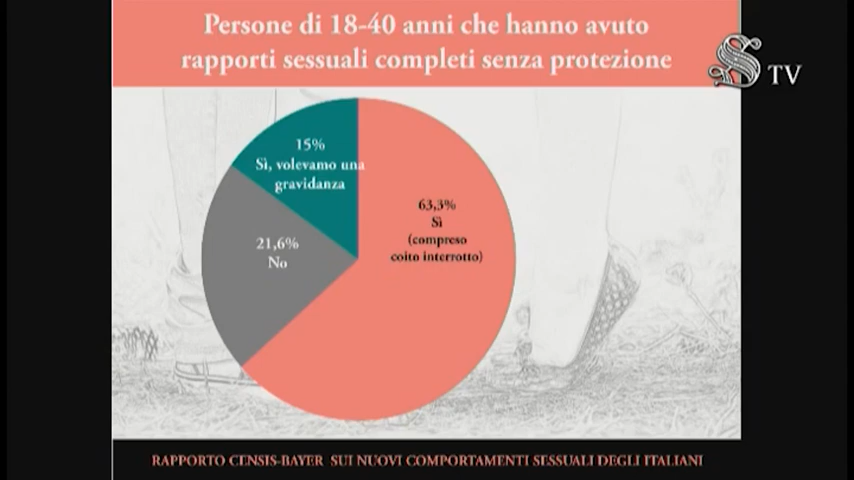 Persone di 18-40 anni che hanno avuto
rapporti sessuali completi senza protezione
S TV
15%
Sì, volevamo una
gravidanza
63,3%
Sì
(compreso
coito interrotto)
21,6%
No
RAPPORTO CENSIS-BAYER SUI NUOVI COMPORTAMENTI SESSUALI DEGLI ITALIANI